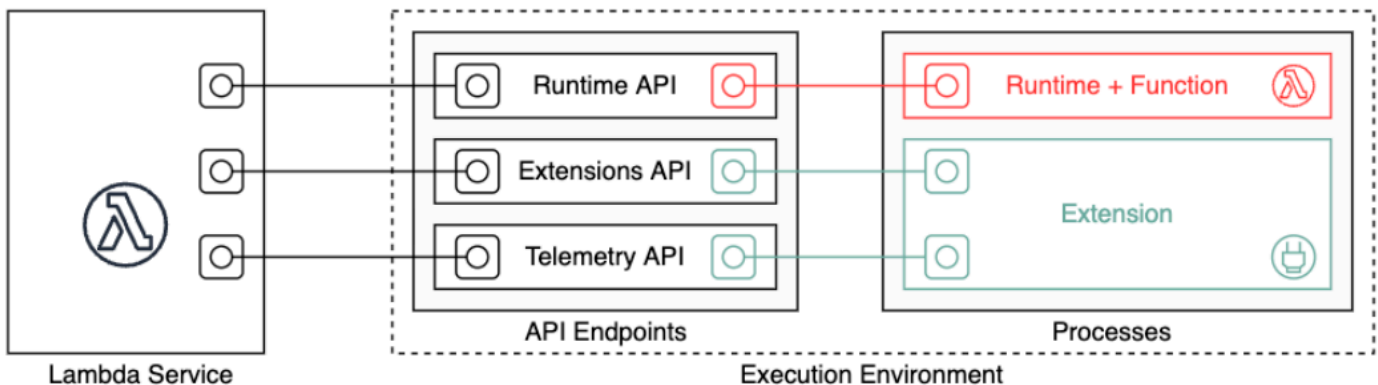 Runtime API
Runtime + Function
Extensions API
Telemetry API
Extension
API Endpoints
Processes
Lambda Service
Execution Environment